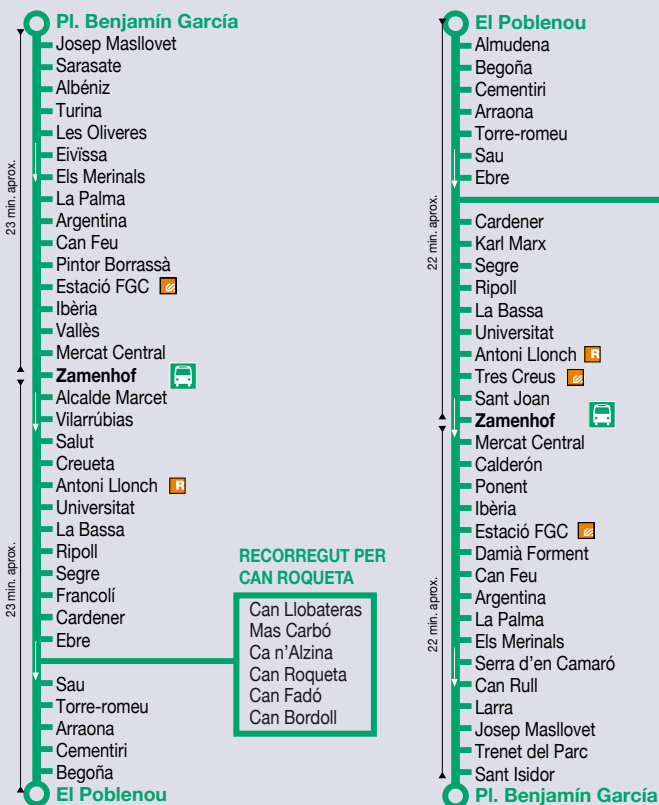 Pl. Benjamín García
Josep Masllovet
Sarasate
Albéniz
Turina
Les Oliveres
Eivïssa
Els Merinals
La Palma
Argentina
Can Feu
Pintor Borrassà
Estació FGC
Ibèria
Vallès
Mercat Central
Zamenhof
Alcalde Marcet
Vilarrúbias
Salut
Creueta
Antoni Llonch R
Universitat
La Bassa
Ripoll
Segre
Francolí
Cardener
Ebre
Sau
Torre-romeu
Arraona
Cementiri
Begoña
El Poblenou
23 min. aprox.
23 min. aprox.
RECORREGUT PER
CAN ROQUETA
Can Llobateras
Mas Carbó
Ca n'Alzina
Can Roqueta
Can Fadó
Can Bordoll
El Poblenou
Almudena
Begoña
Cementiri
Arraona
Torre-romeu
Sau
Ebre
Cardener
Karl Marx
Segre
Ripoll
La Bassa
Universitat
Antoni Llonch R
Tres Creus
Sant Joan
Zamenhof
Mercat Central
Calderón
Ponent
Ibèria
Estació FGC
Damià Forment
Can Feu
Argentina
La Palma
Els Merinals
Serra d'en Camaró
Can Rull
Larra
Josep Masllovet
Trenet del Parc
Sant Isidor
Pl. Benjamín García
22 min. aprox.
22 min. aprox.